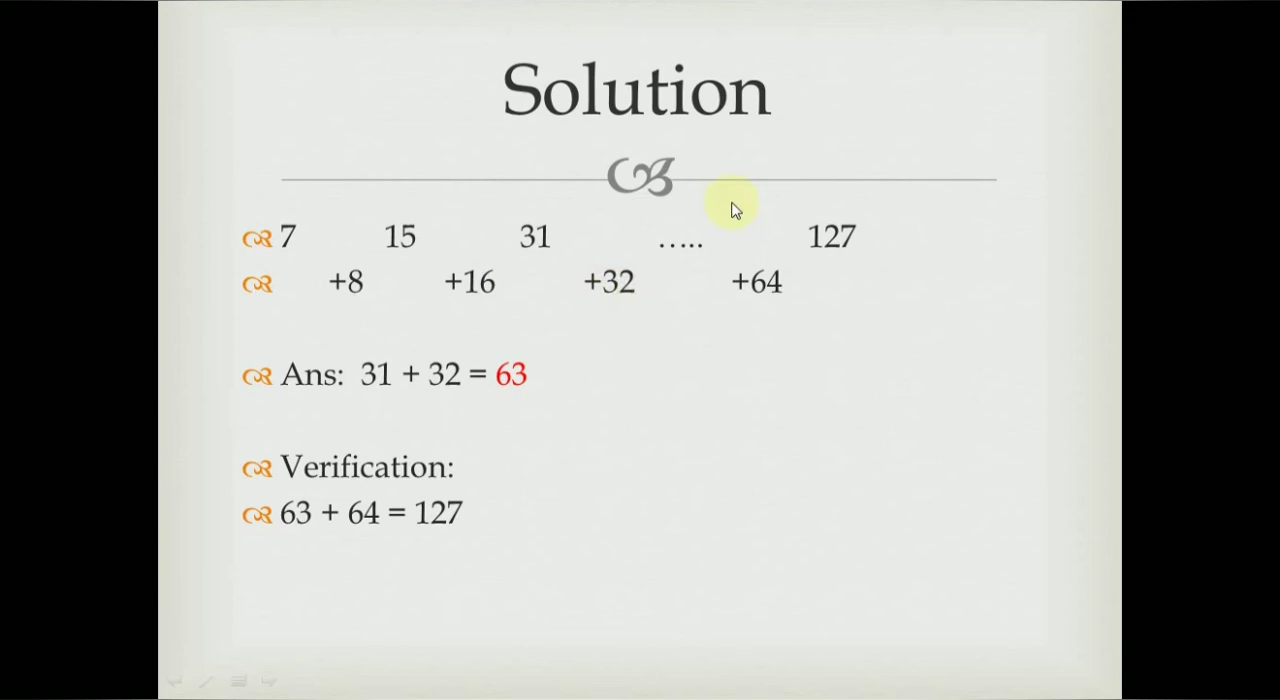 Solution
7 15 31 ..... 127
+8 +16 +32 +64
Ans: 31 + 32 = 63
Verification:
63 + 64 = 127